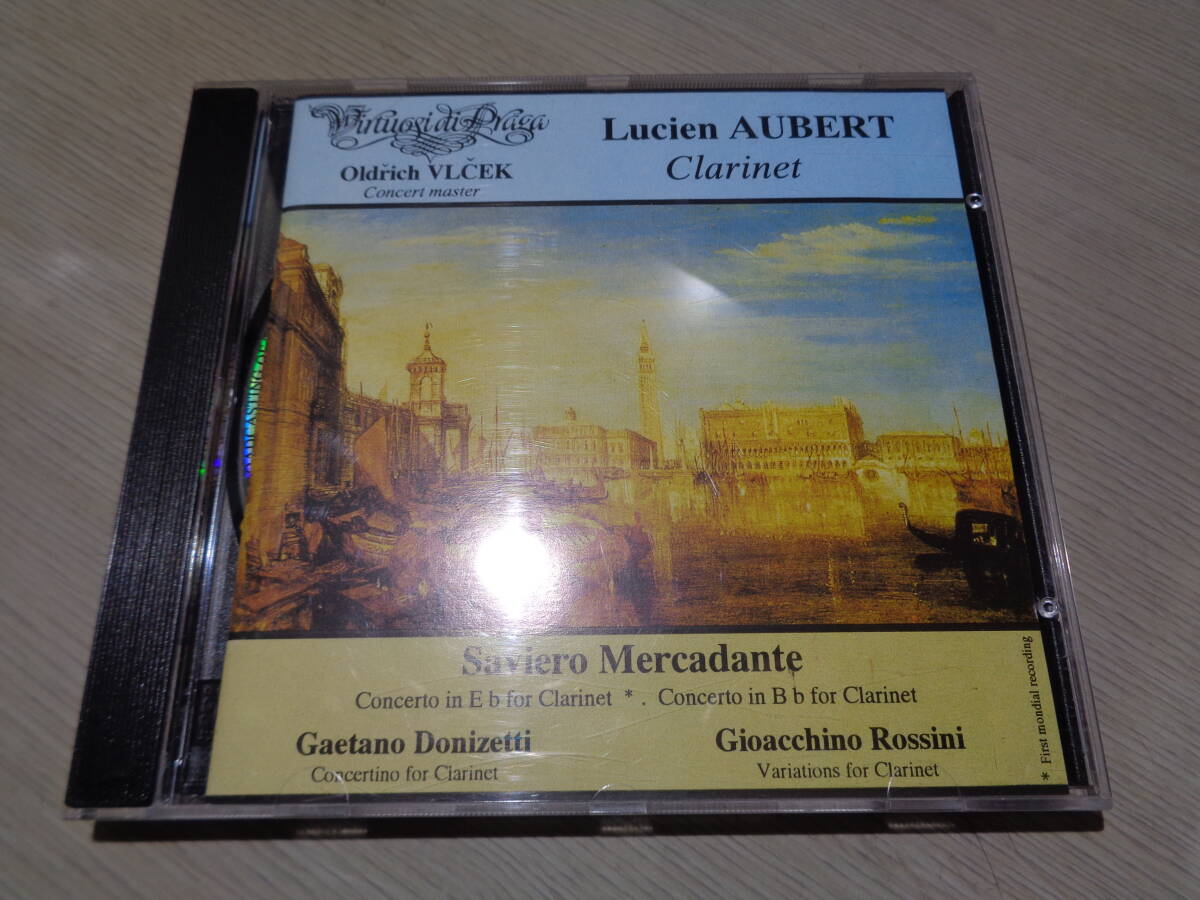 Virtuosi di Praga
Oldřich VLČEK
Concert master
Lucien AUBERT
Clarinet
Saviero Mercadante
Concerto in E b for Clarinet * . Concerto in B b for Clarinet
Gaetano Donizetti
Concertino for Clarinet
Gioacchino Rossini
Variations for Clarinet
* First mondial recording